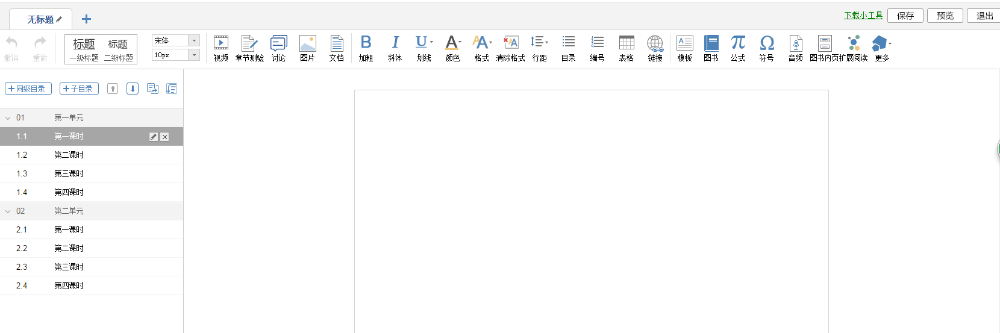 无标题
下载小工具 保存 预览 退出
撤销 重做 标题 一级标题 标题 二级标题 宋体 10px 视频 章节测验 讨论 图片 文档 B 加粗 I 斜体 U 划线 A 颜色 AA 格式 AA 清除格式 行距 目录 编号 表格 链接 A 模板 图书 π 公式 Ω 符号 音频 图书内页 扩展阅读 更多
+同级目录 +子目录
01 第一单元
1.1 第一课时
1.2 第二课时
1.3 第三课时
1.4 第四课时
02 第二单元
2.1 第一课时
2.2 第二课时
2.3 第三课时
2.4 第四课时